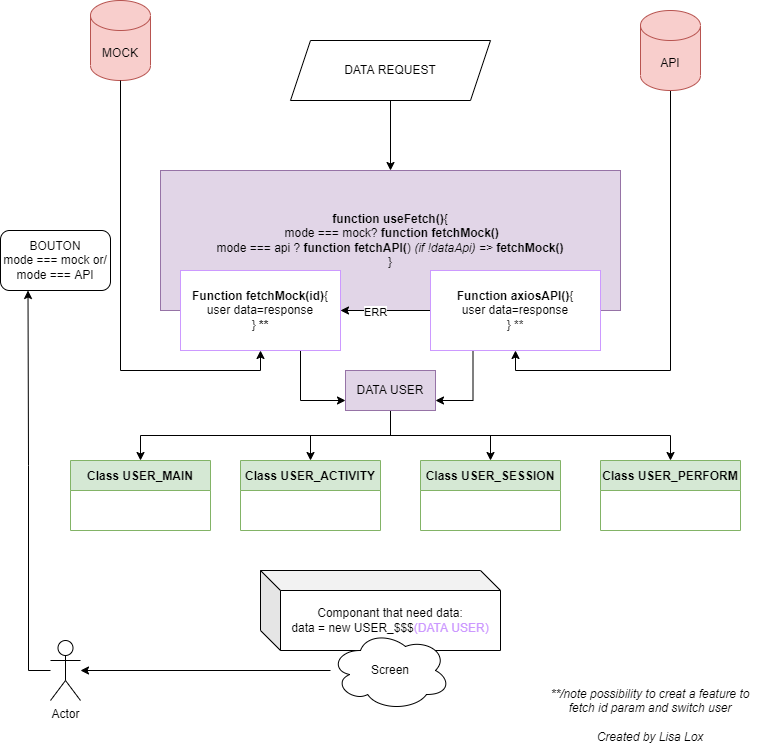 MOCK
DATA REQUEST
API
function useFetch(){
mode === mock? function fetchMock()
mode === api ? function fetchAPI() (if !dataApi) => fetchMock()
}
BOUTON
mode === mock or/
mode === API
Function fetchMock(id){
user data=response
} **
ERR
Function axiosAPI(){
user data=response
} **
DATA USER
Class USER_MAIN
Class USER_ACTIVITY
Class USER_SESSION
Class USER_PERFORM
Componant that need data:
data = new USER_$$$(DATA USER)
Screen
Actor
**/note possibility to creat a feature to
fetch id param and switch user
Created by Lisa Lox